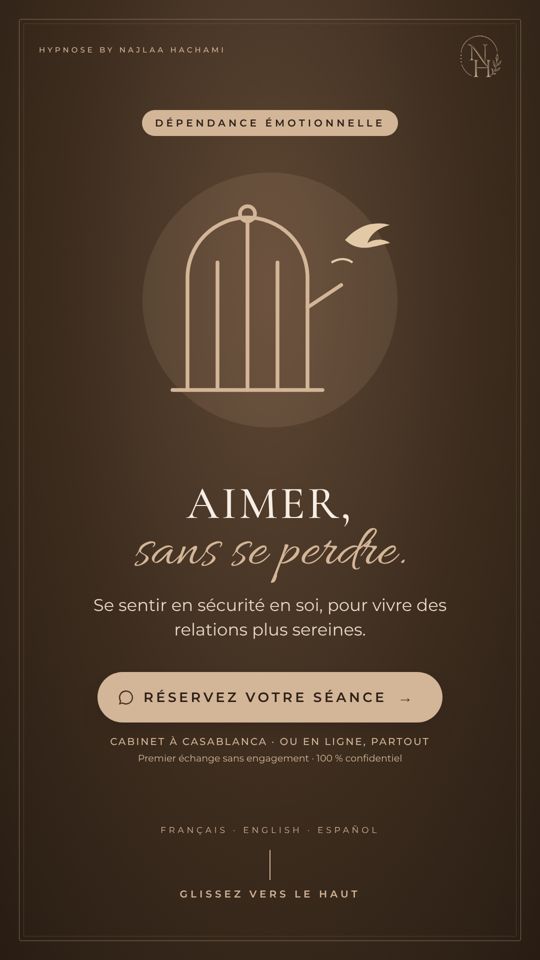 HYPNOSE BY NAJLAA HACHAMI
NH
DÉPENDANCE ÉMOTIONNELLE
AIMER,
sans se perdre.
Se sentir en sécurité en soi, pour vivre des
relations plus sereines.
RÉSERVEZ VOTRE SÉANCE →
CABINET À CASABLANCA · OU EN LIGNE, PARTOUT
Premier échange sans engagement · 100 % confidentiel
FRANÇAIS · ENGLISH · ESPAÑOL
GLISSEZ VERS LE HAUT